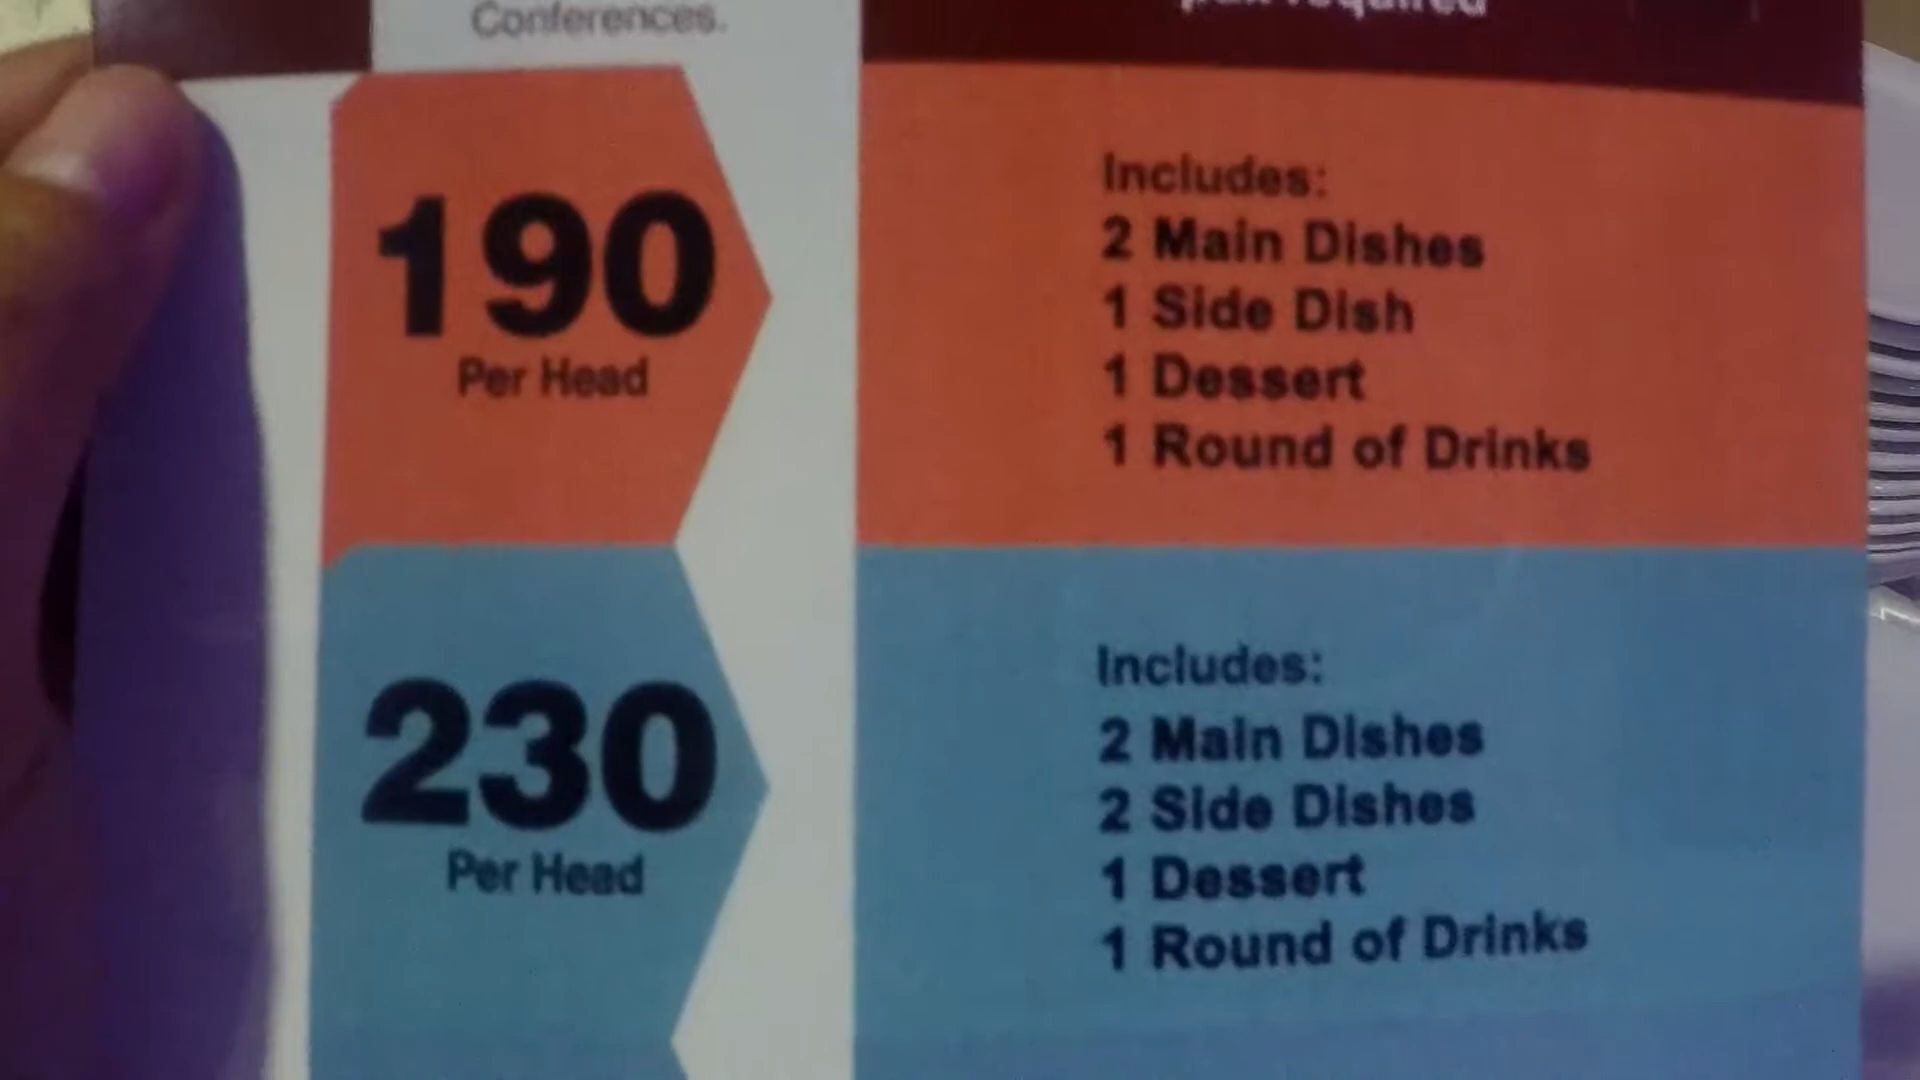 Conferences.
required
190
Per Head
Includes:
2 Main Dishes
1 Side Dish
1 Dessert
1 Round of Drinks
230
Per Head
Includes:
2 Main Dishes
2 Side Dishes
1 Dessert
1 Round of Drinks